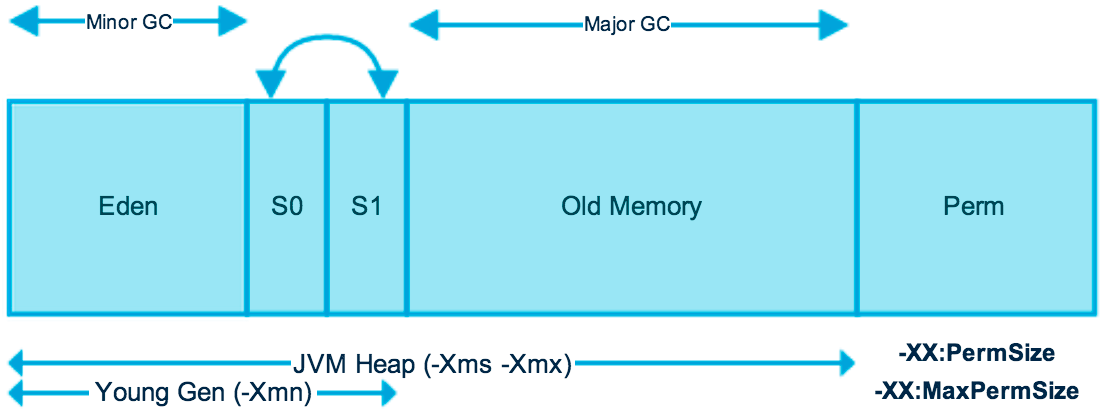 Minor GC
Major GC
Eden
S0
S1
Old Memory
Perm
JVM Heap (-Xms -Xmx)
-XX:PermSize
Young Gen (-Xmn)
-XX:MaxPermSize